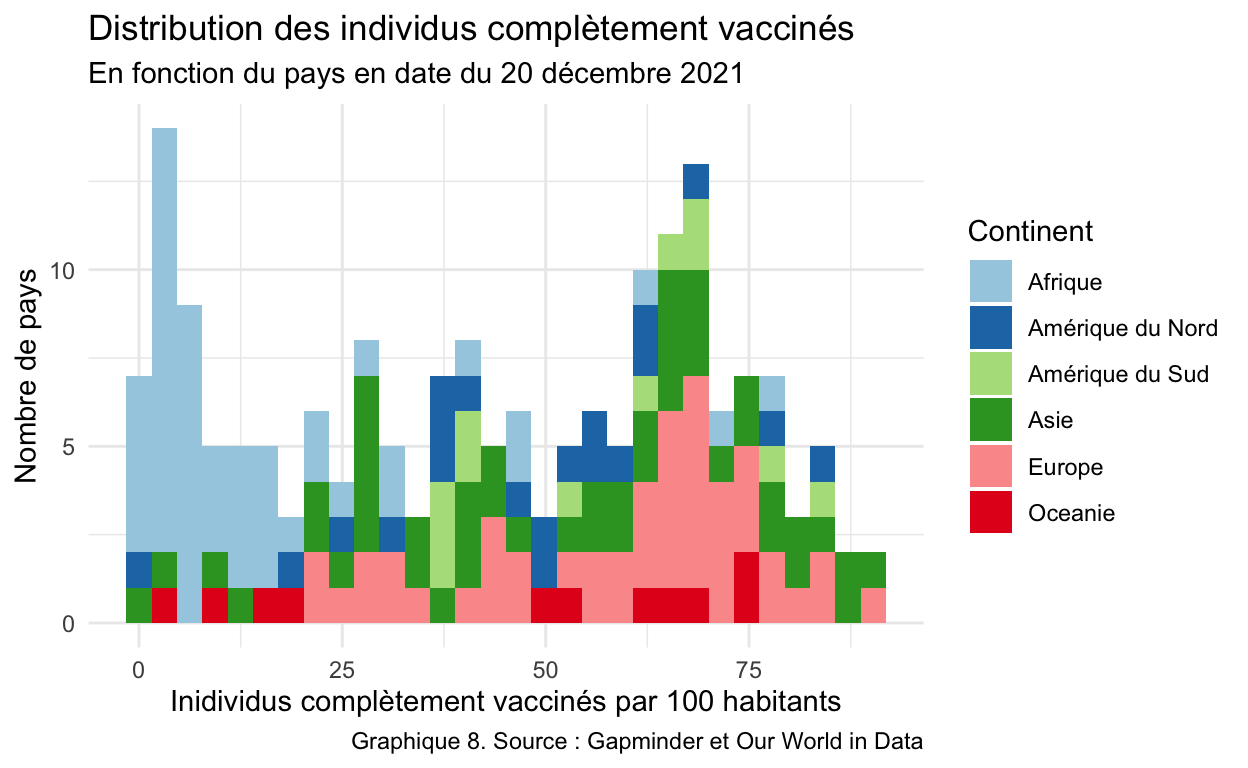 Distribution des individus complètement vaccinés
En fonction du pays en date du 20 décembre 2021
Nombre de pays
10
5
0
0
25
50
75
Inidividus complètement vaccinés par 100 habitants
Graphique 8. Source : Gapminder et Our World in Data
Continent
Afrique
Amérique du Nord
Amérique du Sud
Asie
Europe
Oceanie